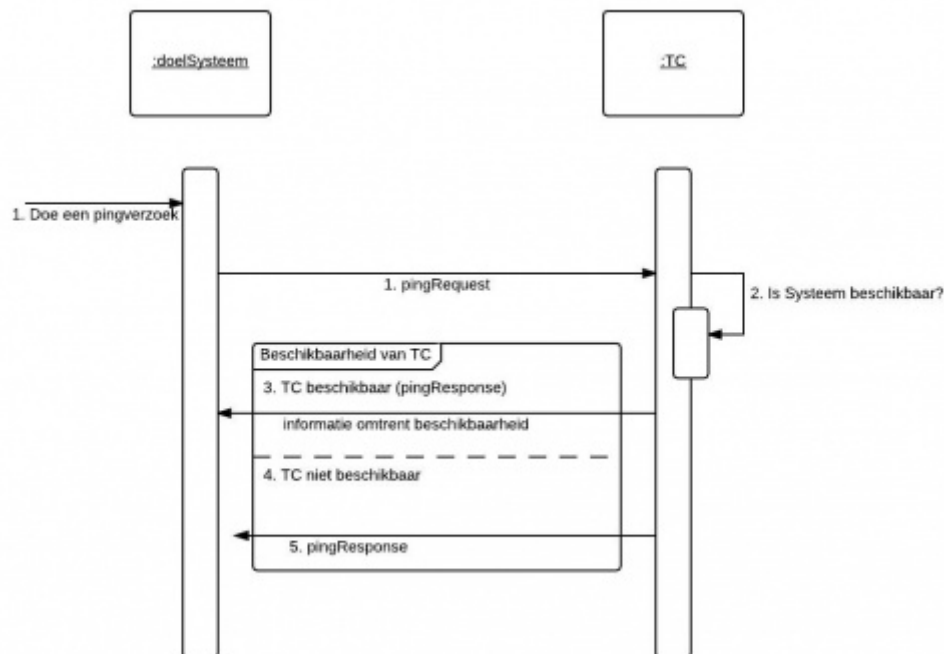 :doelSysteem
:TC
1. Doe een pingverzoek
1. pingRequest
2. Is Systeem beschikbaar?
Beschikbaarheid van TC
3. TC beschikbaar (pingResponse)
informatie omtrent beschikbaarheid
4. TC niet beschikbaar
5. pingResponse